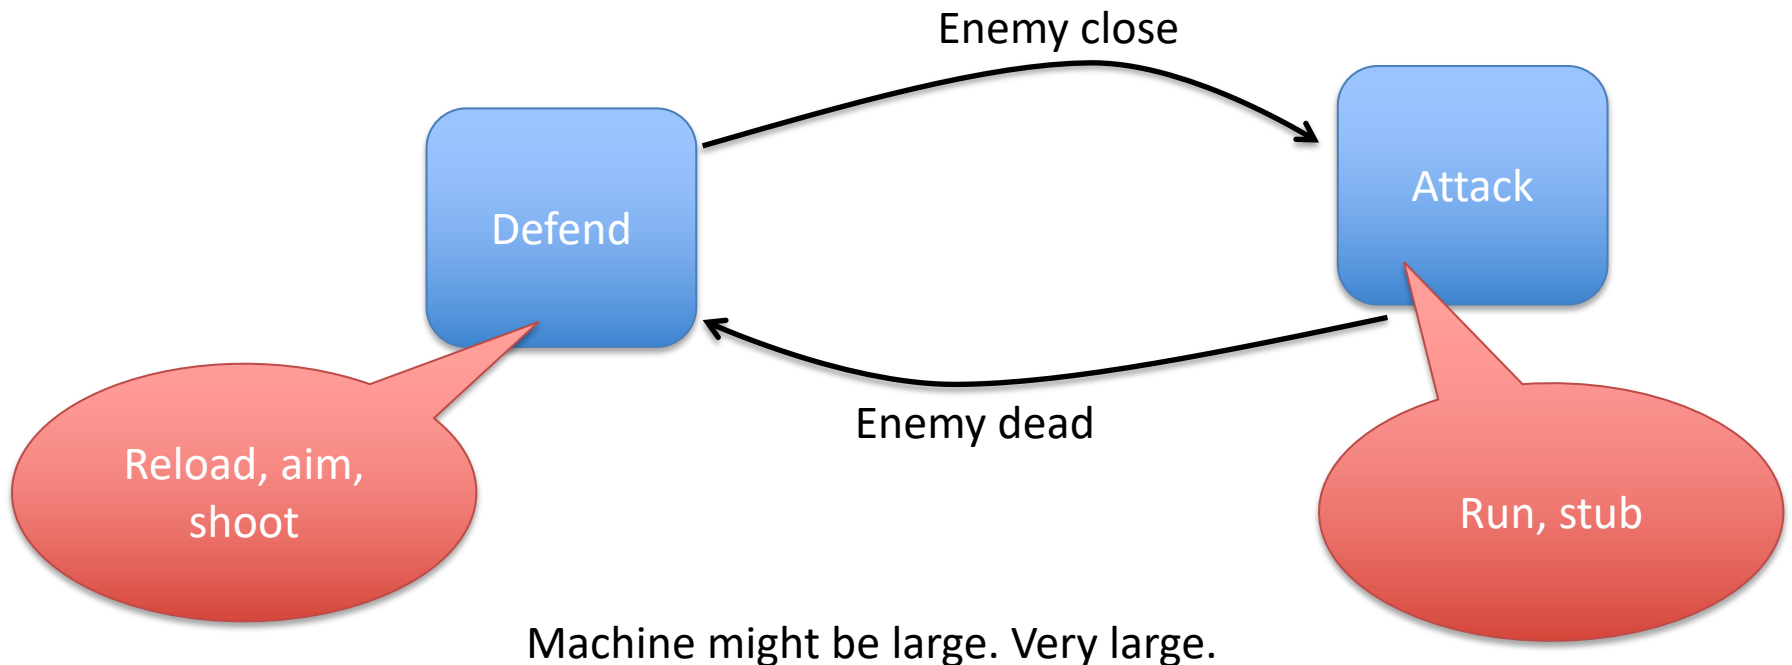 Enemy close
Defend
Attack
Enemy dead
Reload, aim,
shoot
Run, stub
Machine might be large. Very large.